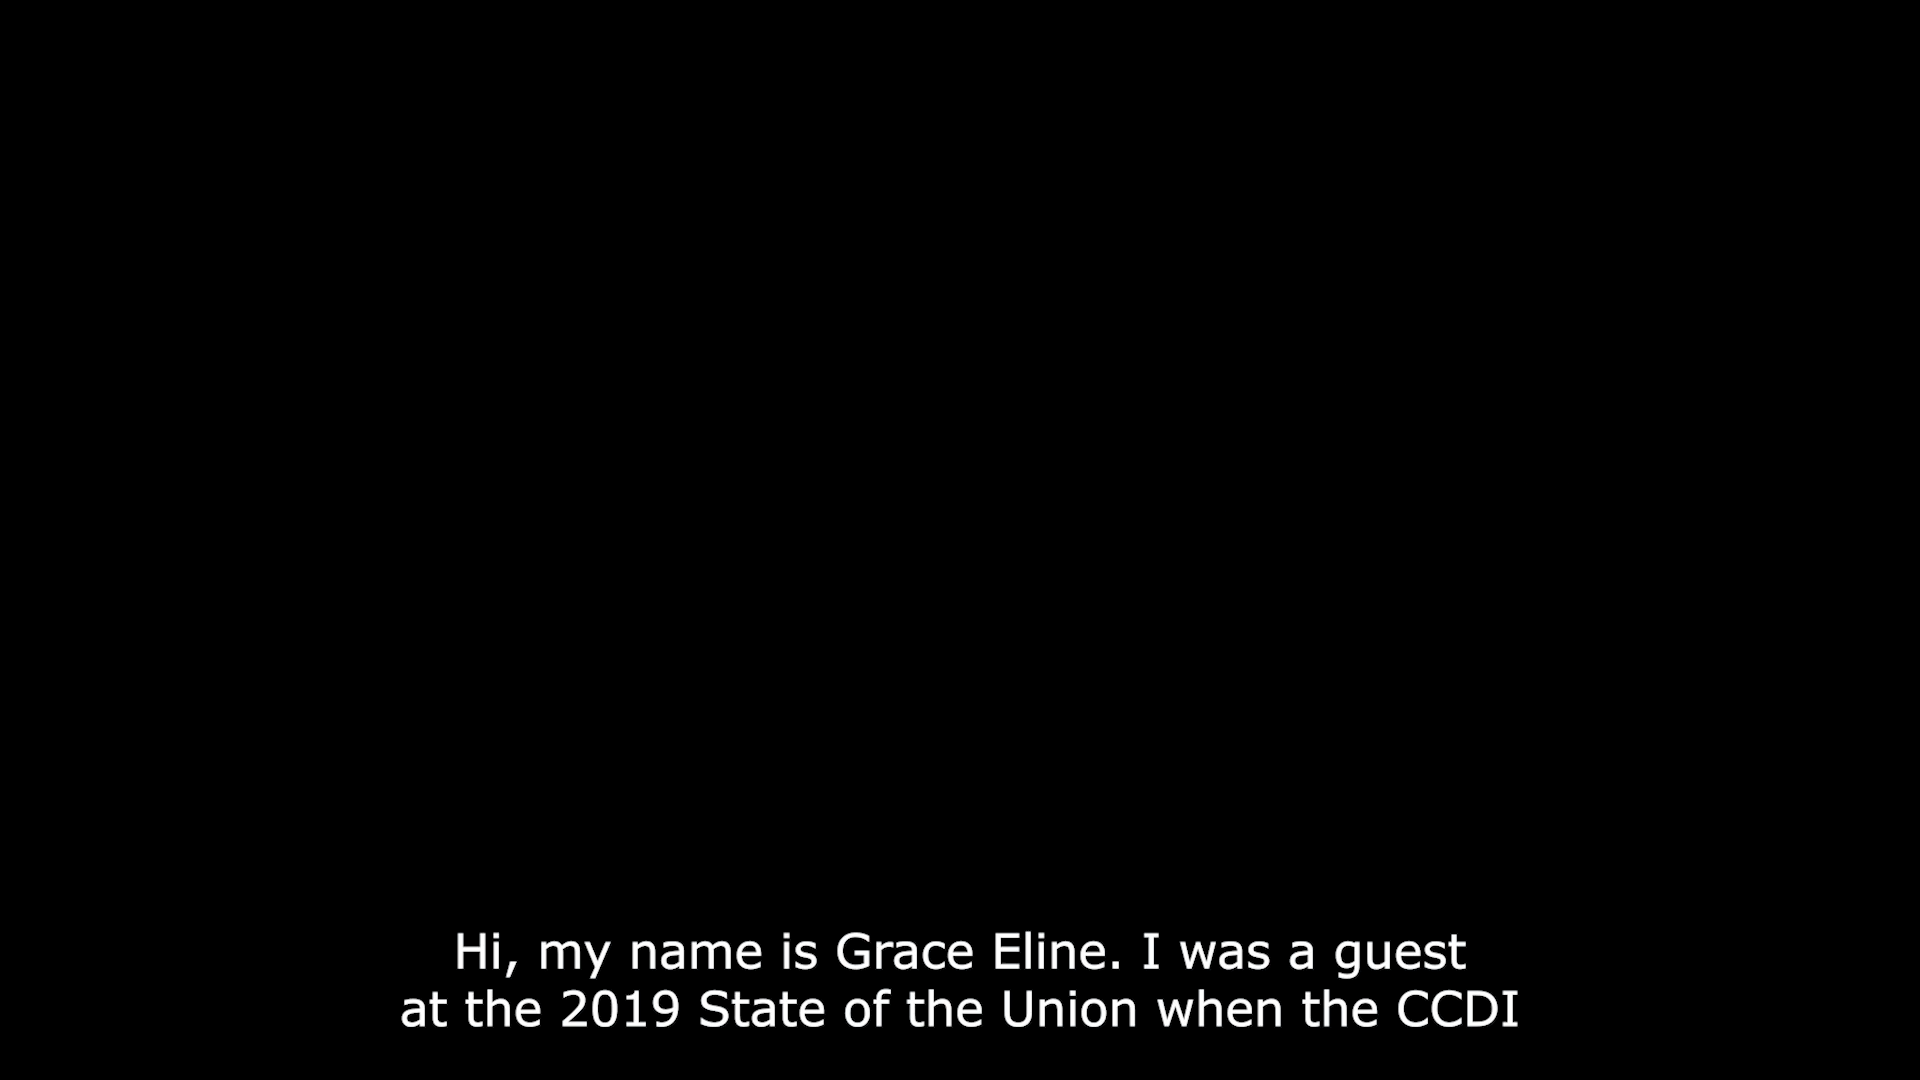 Hi, my name is Grace Eline. I was a guest
at the 2019 State of the Union when the CCDI